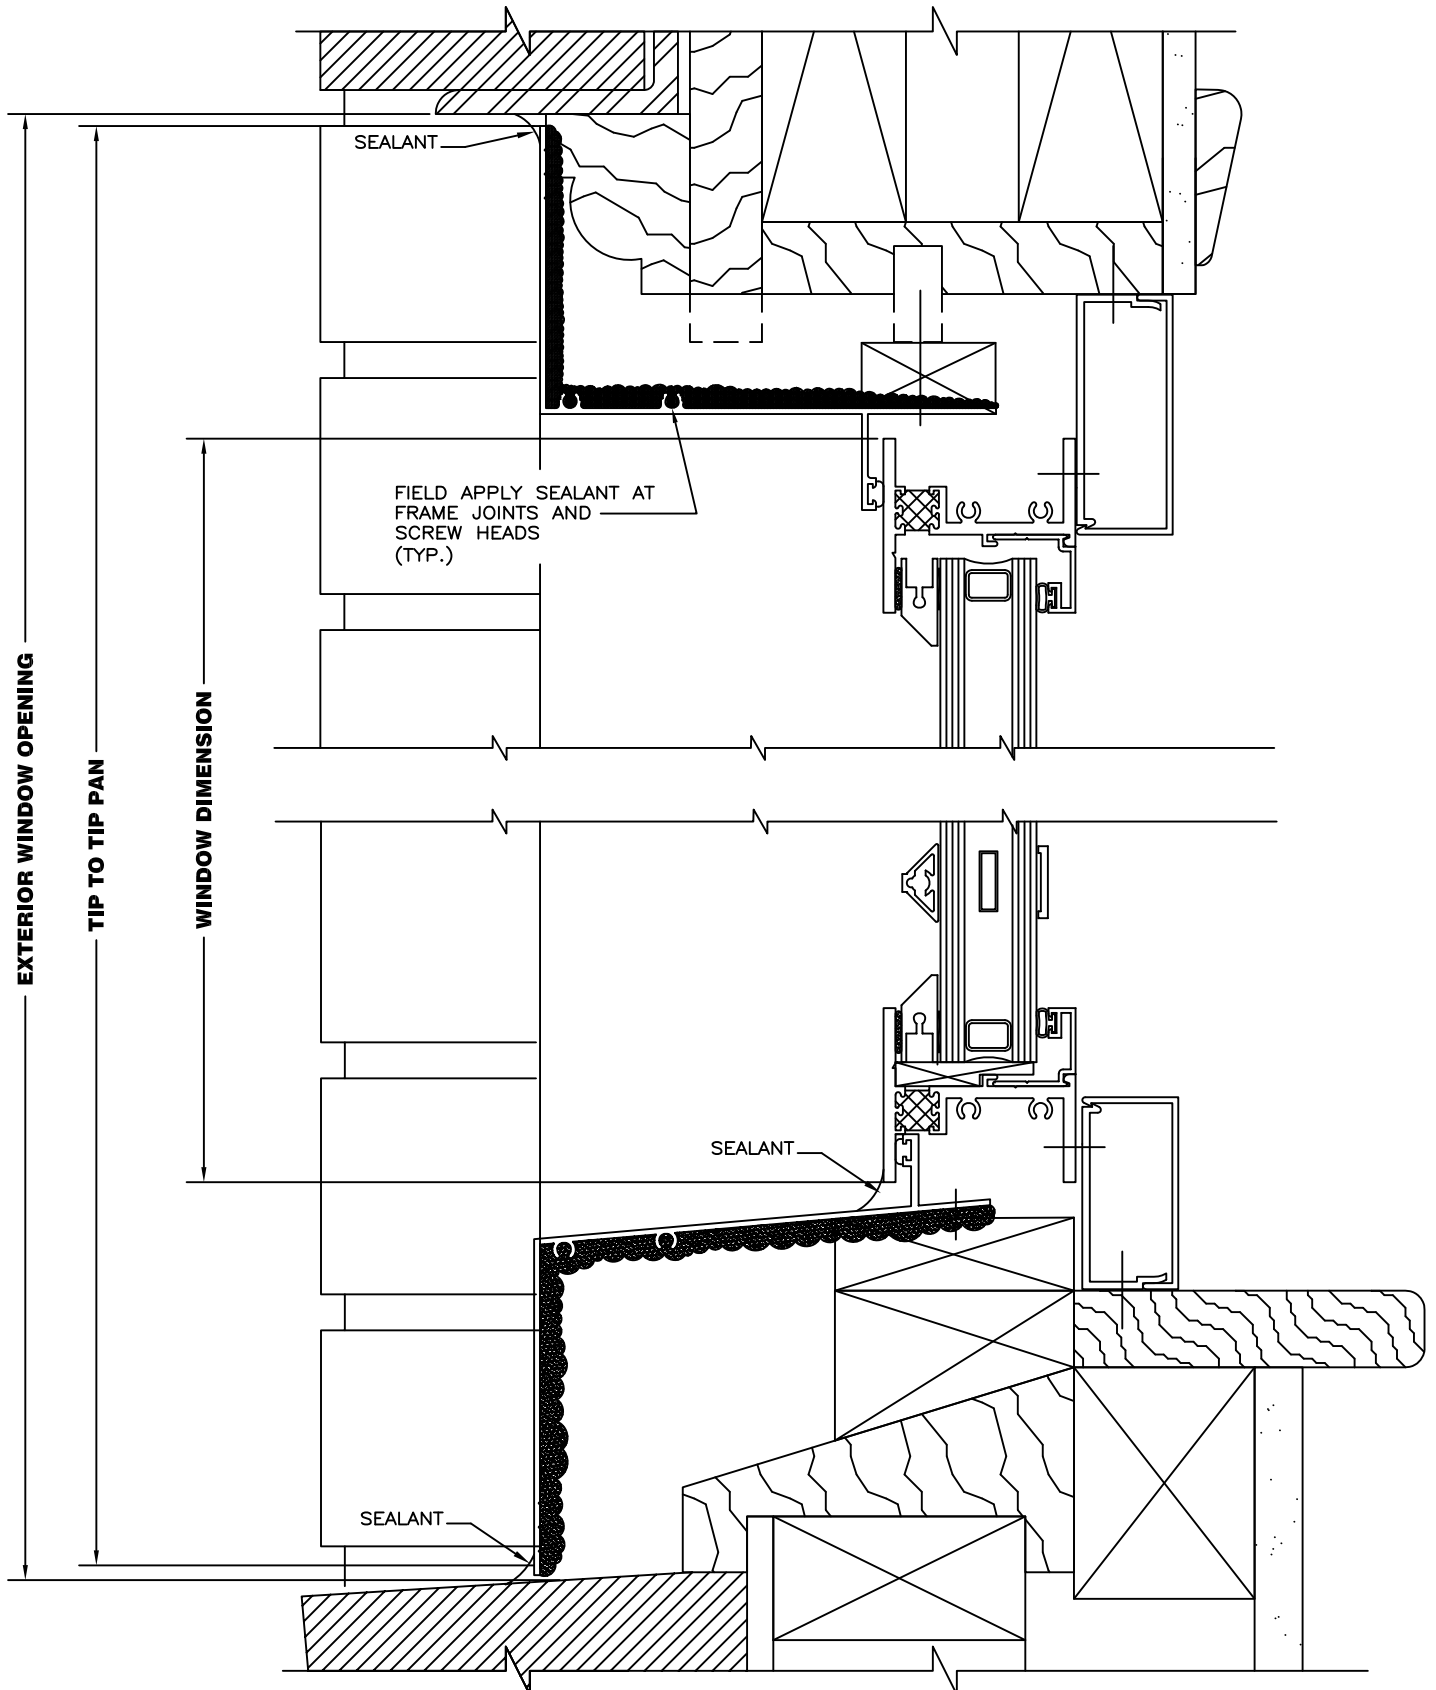 SEALANT
FIELD APPLY SEALANT AT
FRAME JOINTS AND
SCREW HEADS
(TYP.)
EXTERIOR WINDOW OPENING
TIP TO TIP PAN
WINDOW DIMENSION
SEALANT
SEALANT